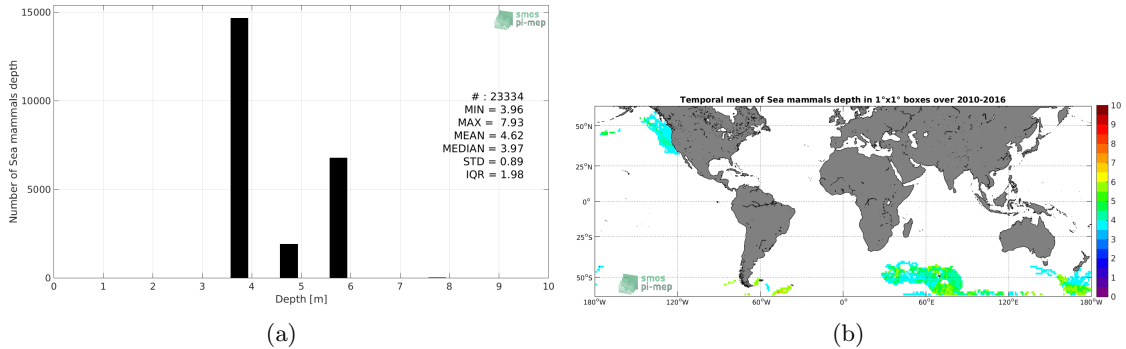 15000
10000
5000
0
Number of Sea mammals depth
smos
pi-mep
# : 23334
MIN = 3.96
MAX = 7.93
MEAN = 4.62
MEDIAN = 3.97
STD = 0.89
IQR = 1.98
0 1 2 3 4 5 6 7 8 9 10
Depth [m]
(a)
Temporal mean of Sea mammals depth in 1°x1° boxes over 2010-2016
50°N
25°N
0°
25°S
50°S
smos
pi-mep
180°W 120°W 60°W 0° 60°E 120°E 180°W
10
9
8
7
6
5
4
3
2
1
0
(b)